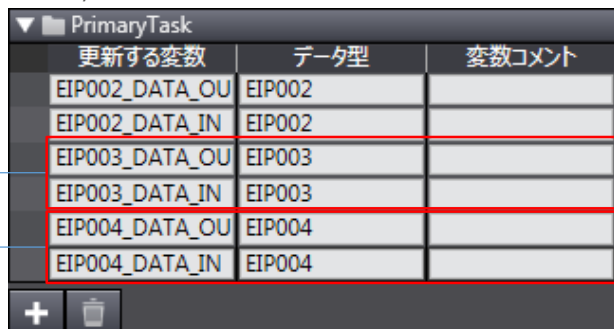 PrimaryTask
更新する変数 データ型 変数コメント
EIP002_DATA_OU EIP002
EIP002_DATA_IN EIP002
EIP003_DATA_OU EIP003
EIP003_DATA_IN EIP003
EIP004_DATA_OU EIP004
EIP004_DATA_IN EIP004